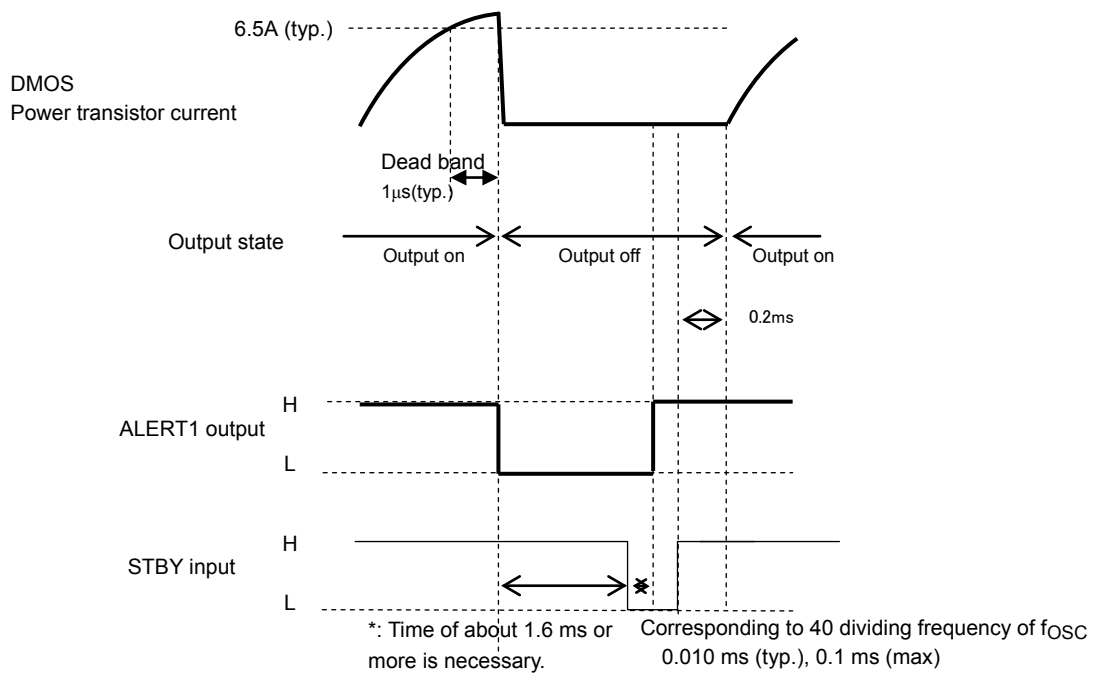 6.5A (typ.)
DMOS
Power transistor current
Dead band
1μs(typ.)
Output state
Output on
Output off
Output on
0.2ms
H
ALERT1 output
L
H
STBY input
L
*: Time of about 1.6 ms or
more is necessary.
Corresponding to 40 dividing frequency of fOSC
0.010 ms (typ.), 0.1 ms (max)